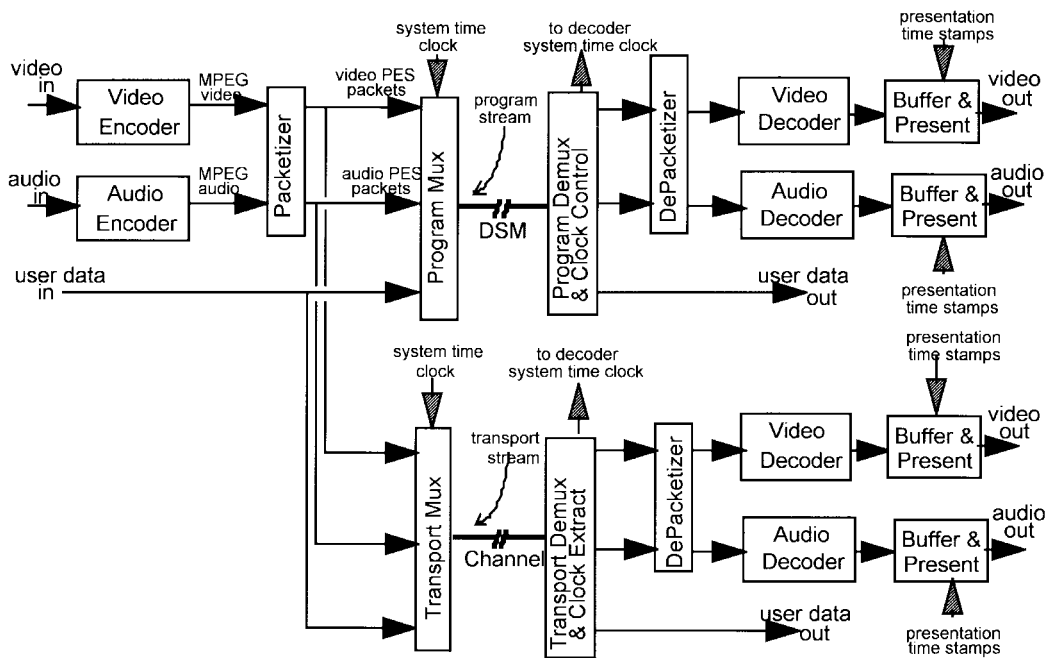 system time
clock
to decoder
system time clock
presentation
time stamps
video
in
Video
Encoder
MPEG
video
Packetizer
video PES
packets
Program Mux
program
stream
DSM
Program Demux
& Clock Control
DePacketizer
Video
Decoder
Buffer &
Present
video
out
audio
in
Audio
Encoder
MPEG
audio
audio PES
packets
Audio
Decoder
Buffer &
Present
audio
out
user data
in
user data
out
presentation
time stamps
system time
clock
to decoder
system time clock
presentation
time stamps
Transport Mux
transport
stream
Channel
Transport Demux
& Clock Extract
DePacketizer
Video
Decoder
Buffer &
Present
video
out
Audio
Decoder
Buffer &
Present
audio
out
user data
out
presentation
time stamps